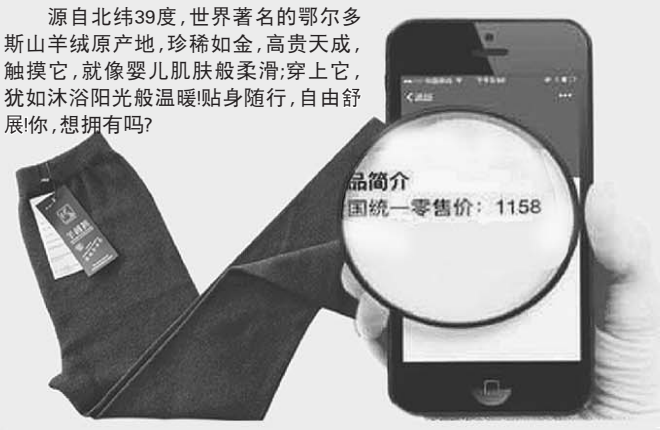 源自北纬39度,世界著名的鄂尔多
斯山羊绒原产地,珍稀如金,高贵天成,
触摸它,就像婴儿肌肤般柔滑;穿上它,
犹如沐浴阳光般温暖!贴身随行,自由舒
展!你,想拥有吗?
品简介
国统一零售价：1158